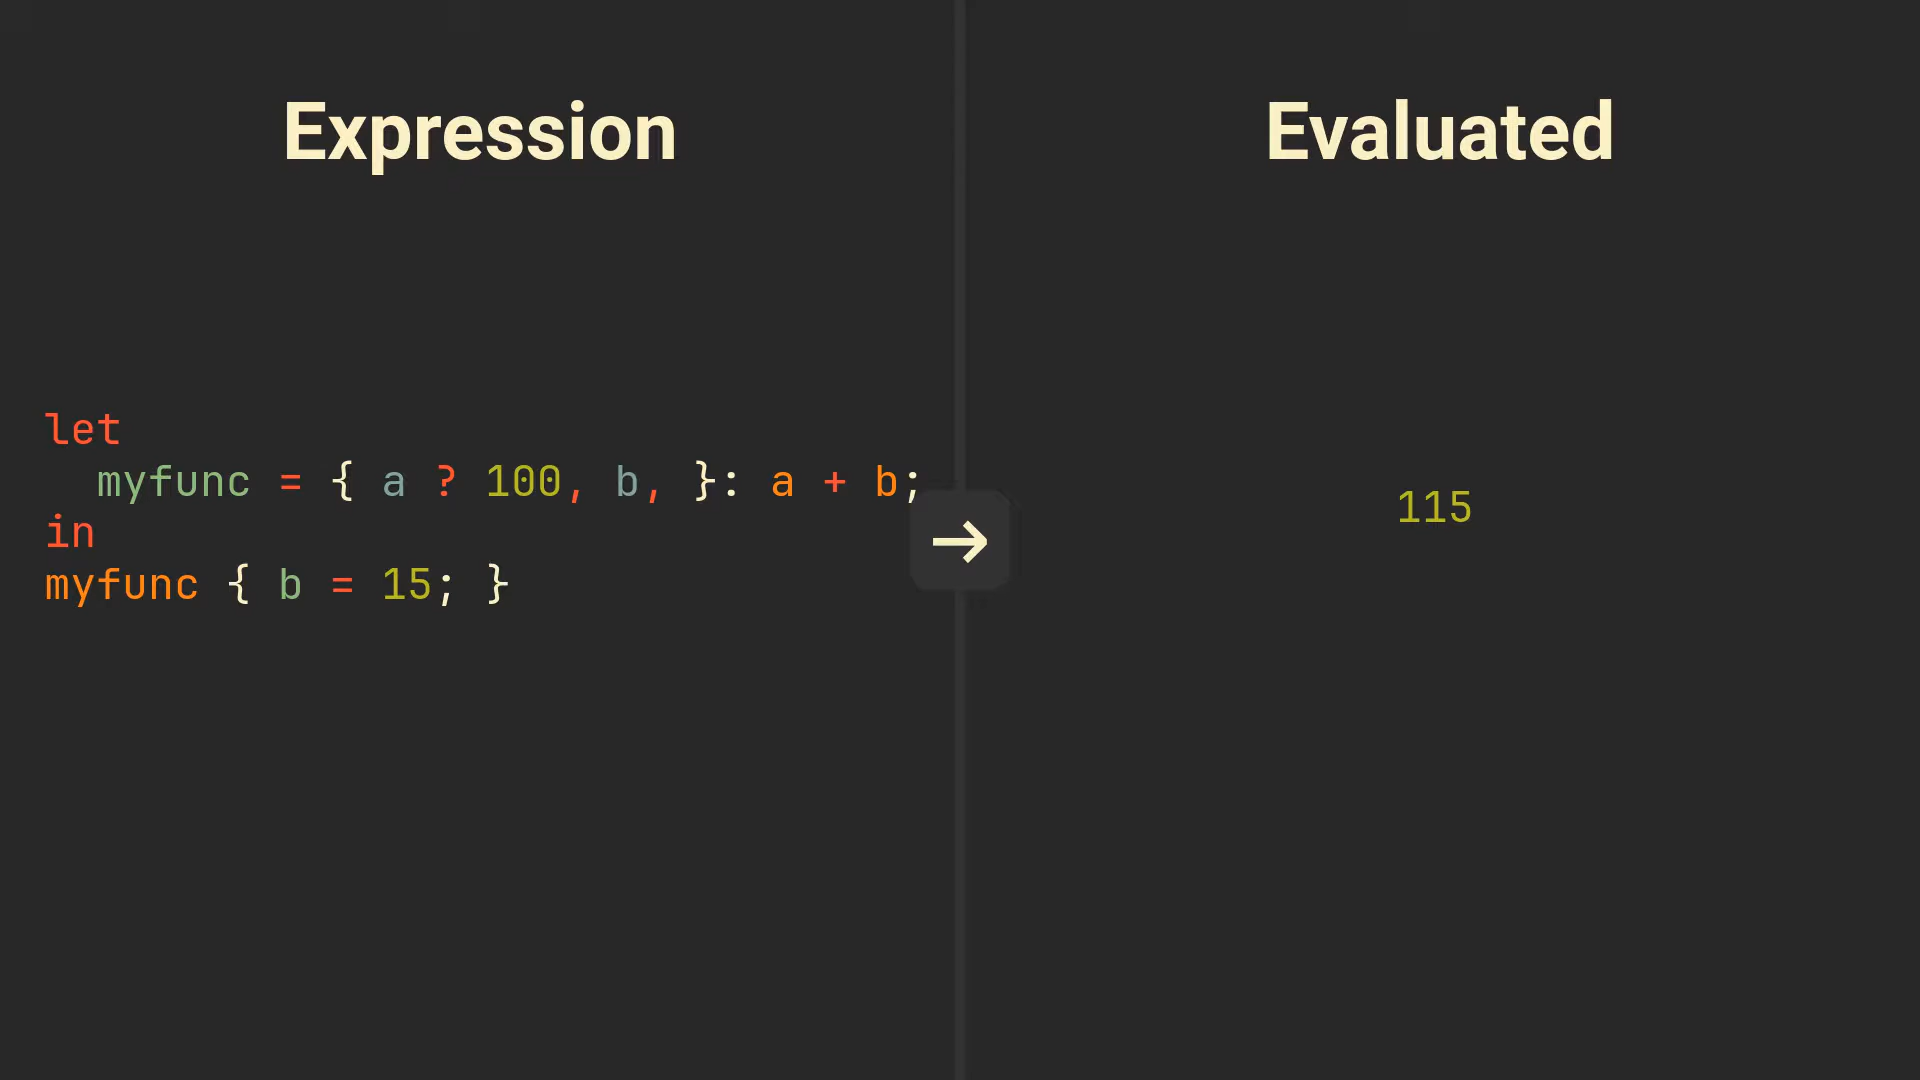 Expression
let
  myfunc = { a ? 100, b, }: a + b;
in
myfunc { b = 15; }
→
Evaluated
115